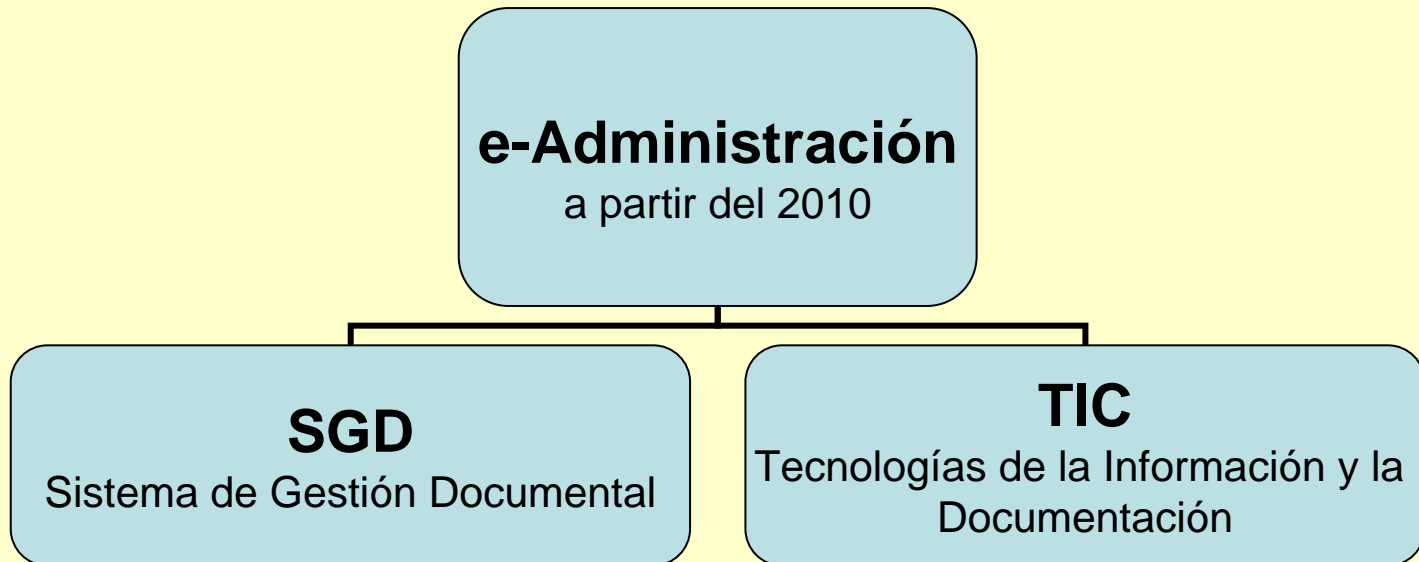 e-Administración
a partir del 2010
SGD
Sistema de Gestión Documental
TIC
Tecnologías de la Información y la
Documentación